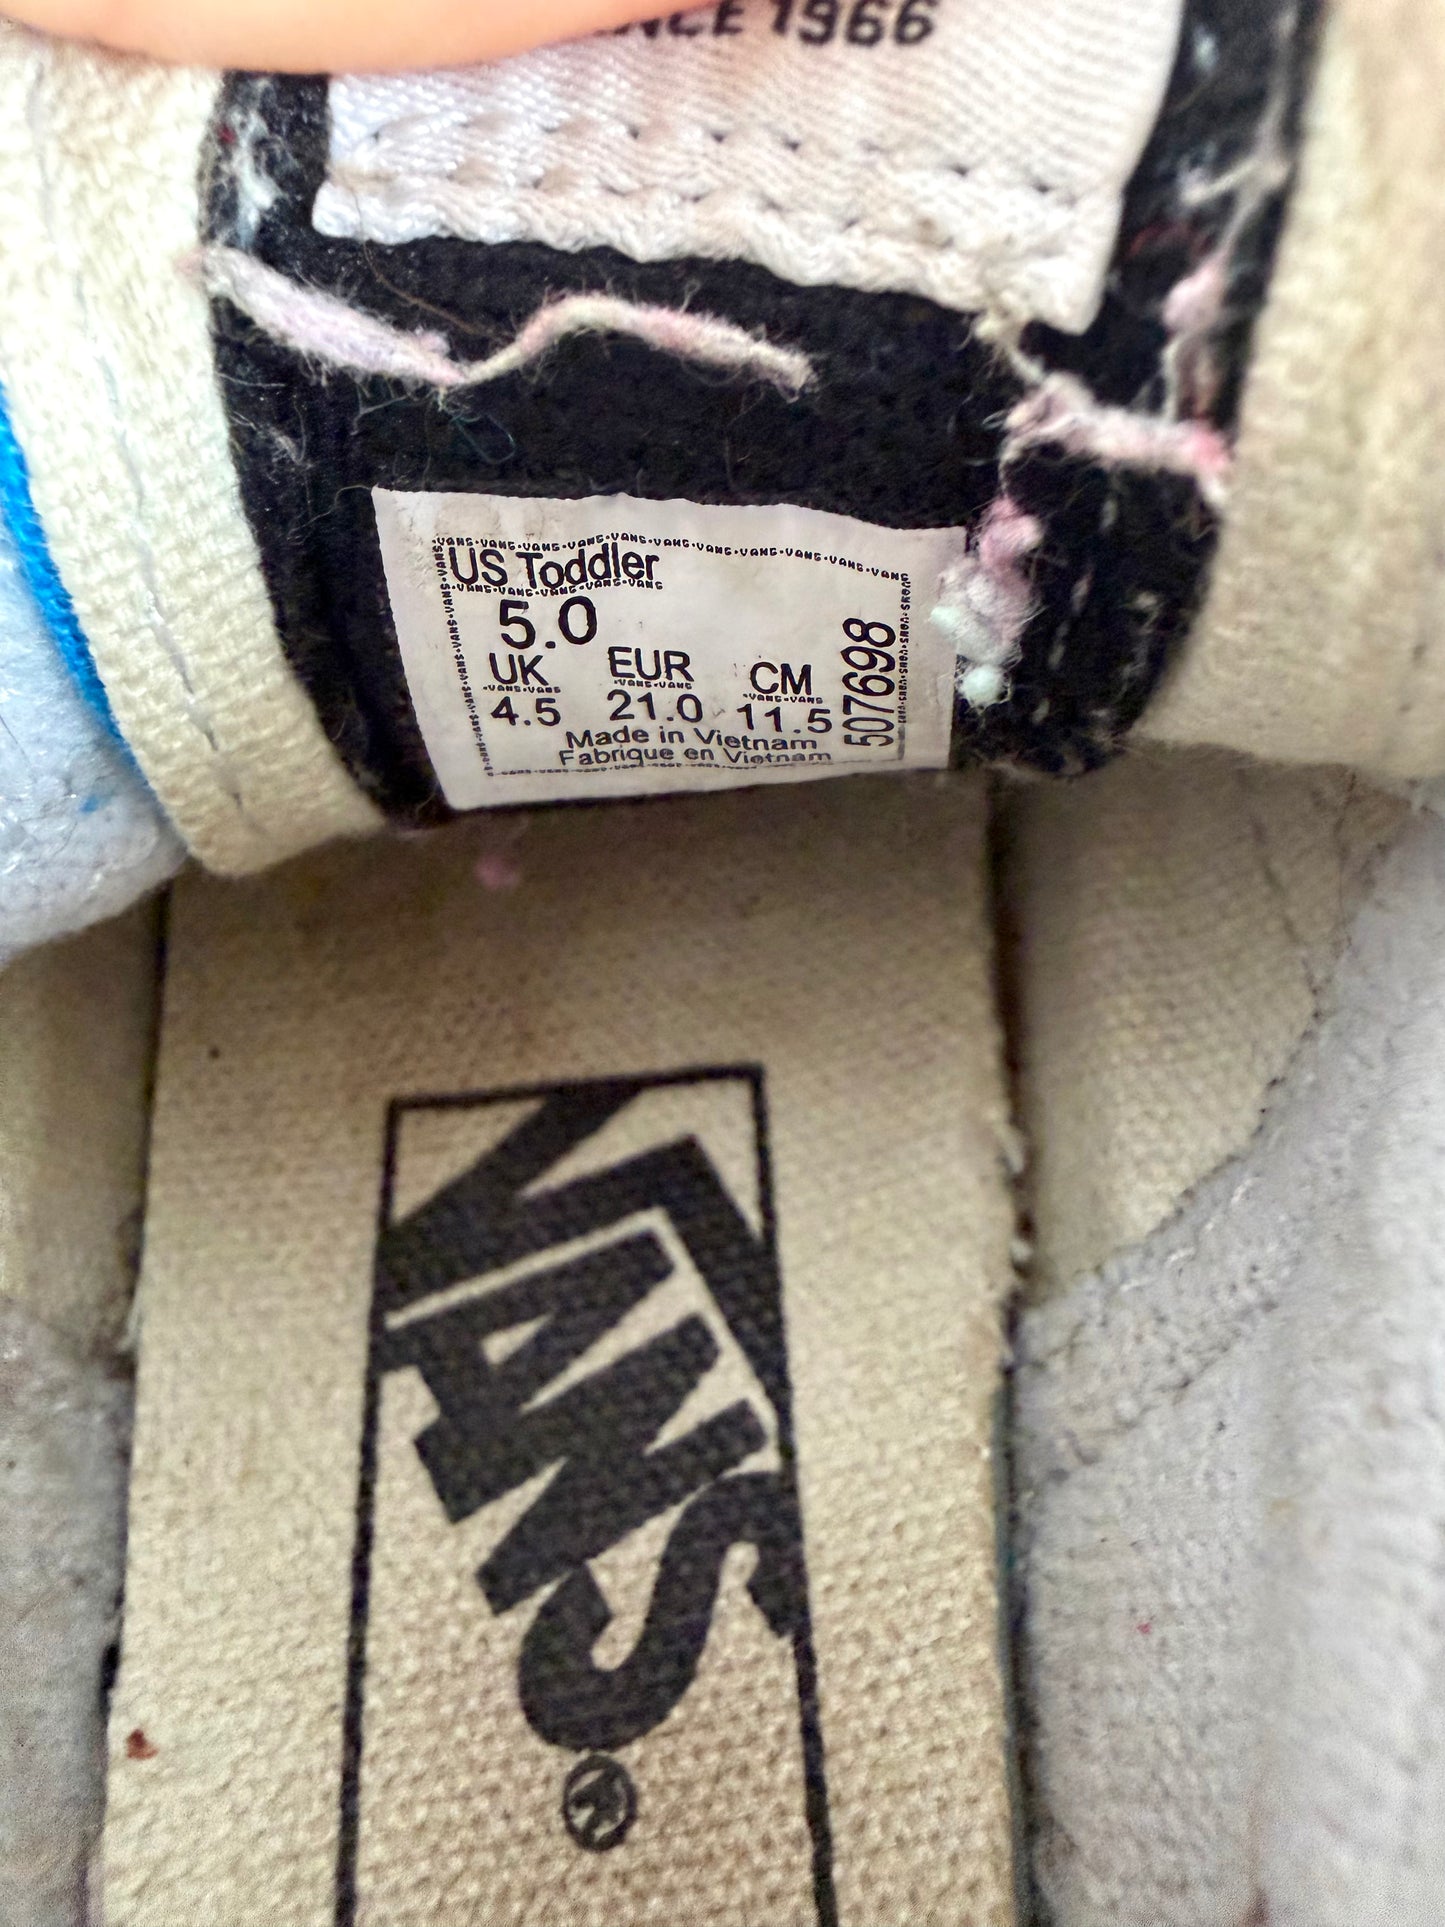 SINCE 1966
US Toddler
5.0
UK EUR CM
4.5 21.0 11.5
Made in Vietnam
Fabrique en Vietnam
507698
VANS